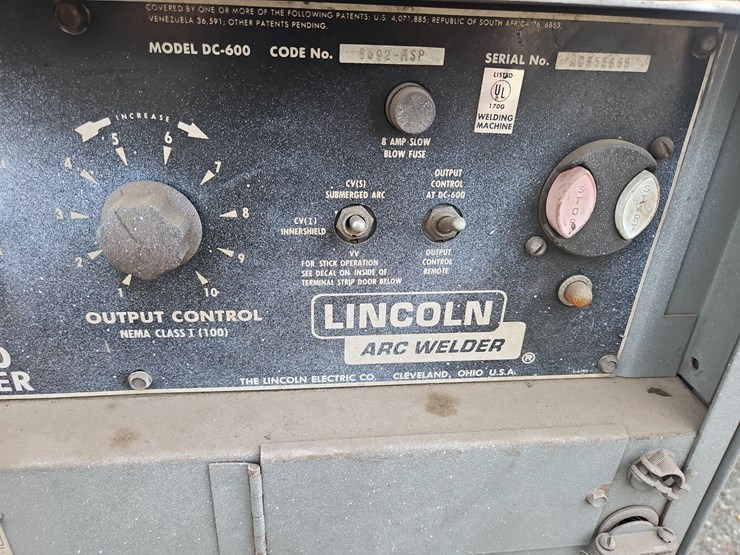 COVERED BY ONE OR MORE OF THE FOLLOWING PATENTS: U.S. 4,071,885; REPUBLIC OF SOUTH AFRICA 76/6853
VENEZUELA 36,591; OTHER PATENTS PENDING.
MODEL DC-600 CODE No. SERIAL No.
LISTED
UL
170G
WELDING
MACHINE
8 AMP SLOW
BLOW FUSE
INCREASE
1 2 3 4 5 6 7 8 9 10
OUTPUT CONTROL
NEMA CLASS I (100)
CV(S)
SUBMERGED ARC
CV(I)
INNERSHIELD
VV
FOR STICK OPERATION
SEE DECAL ON INSIDE OF
TERMINAL STRIP DOOR BELOW
OUTPUT
CONTROL
AT DC-600
OUTPUT
CONTROL
REMOTE
STOP
START
LINCOLN
ARC WELDER
®
ER
THE LINCOLN ELECTRIC CO. CLEVELAND, OHIO U.S.A.